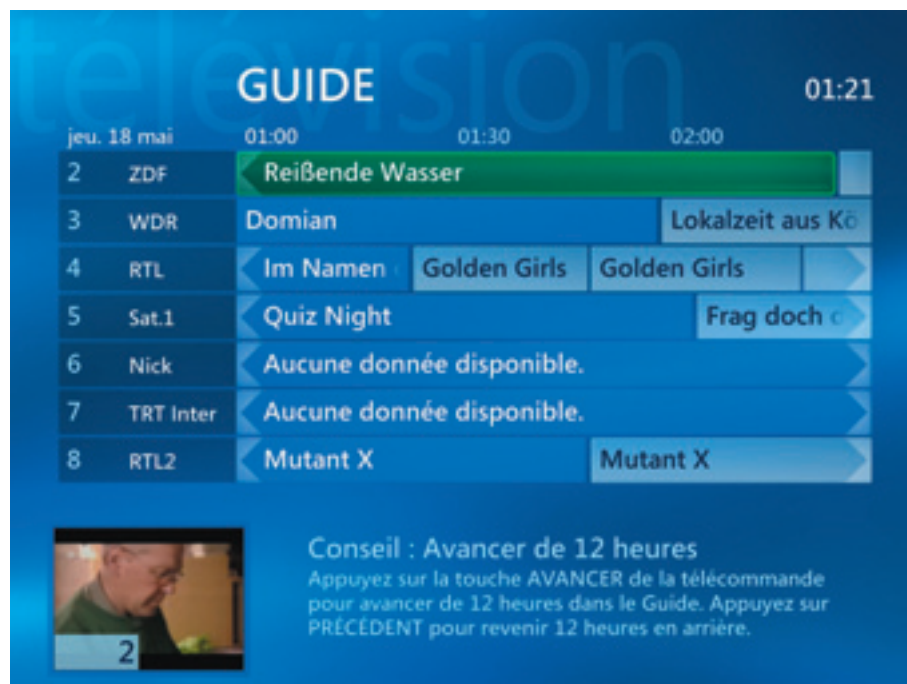 télévision
GUIDE 01:21
jeu. 18 mai 01:00 01:30 02:00
2 ZDF Reißende Wasser
3 WDR Domian Lokalzeit aus Kö
4 RTL Im Namen Golden Girls Golden Girls
5 Sat.1 Quiz Night Frag doch
6 Nick Aucune donnée disponible.
7 TRT Inter Aucune donnée disponible.
8 RTL2 Mutant X Mutant X
Conseil : Avancer de 12 heures
Appuyez sur la touche AVANCER de la télécommande
pour avancer de 12 heures dans le Guide. Appuyez sur
PRÉCÉDENT pour revenir 12 heures en arrière.
2